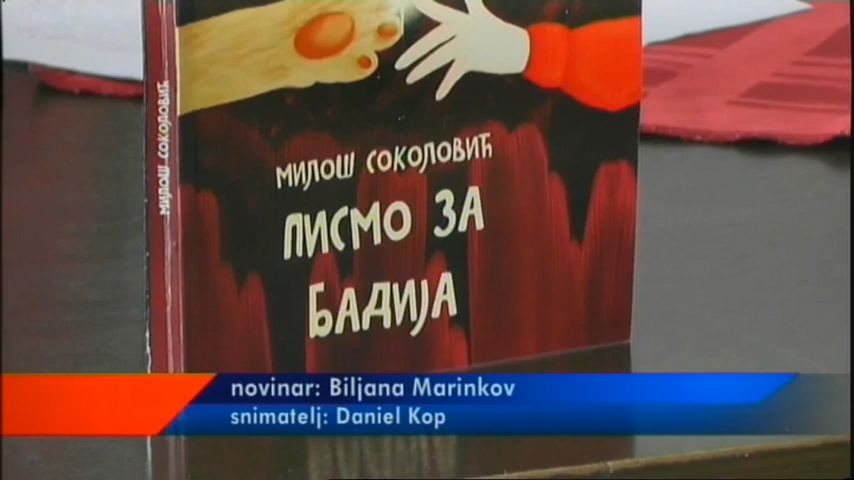 МИЛОШ СОКОЛОВИЋ
МИЛОШ СОКОЛОВИЋ
ПИСМО ЗА
БАДИЈА
novinar: Biljana Marinkov
snimatelj: Daniel Kop